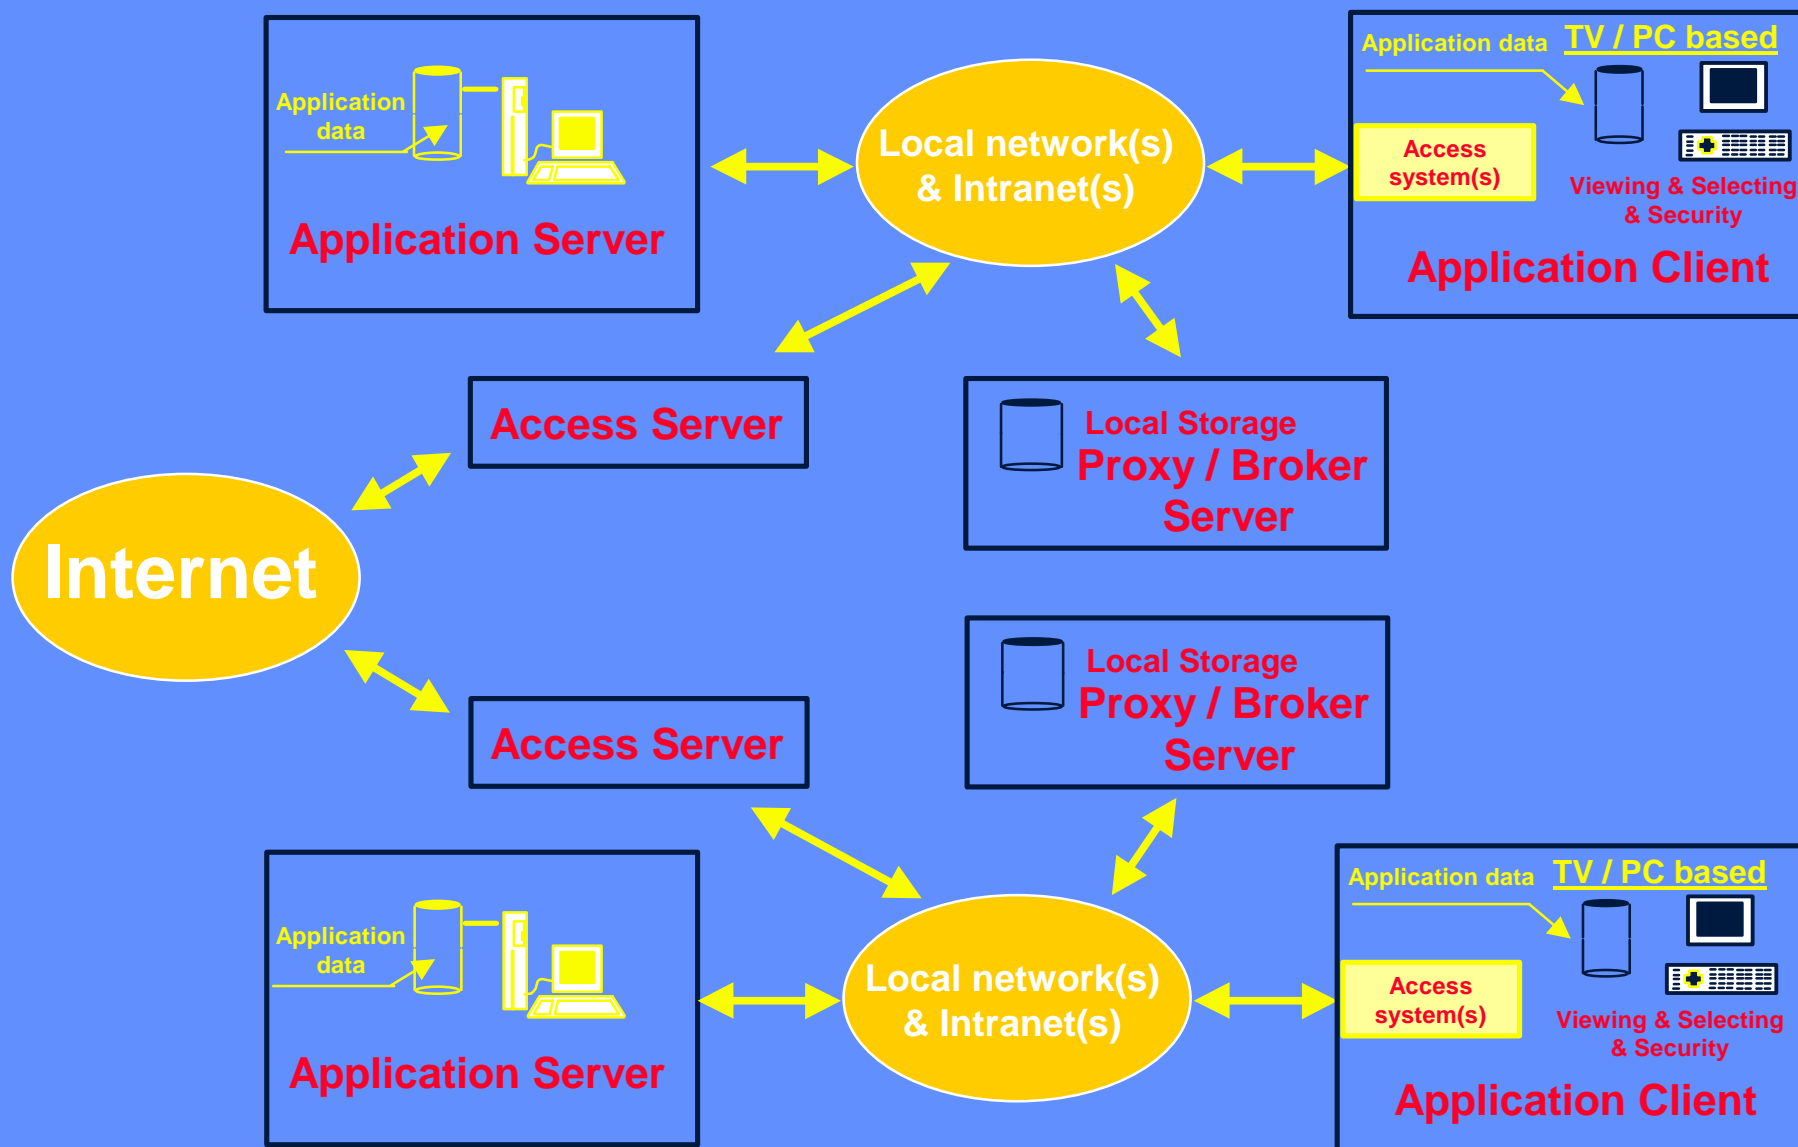 Application
data
Application Server
Local network(s)
& Intranet(s)
Application data
TV / PC based
Access
system(s)
Viewing & Selecting
& Security
Application Client
Access Server
Local Storage
Proxy / Broker
Server
Internet
Local Storage
Proxy / Broker
Server
Access Server
Application
data
Application Server
Local network(s)
& Intranet(s)
Application data
TV / PC based
Access
system(s)
Viewing & Selecting
& Security
Application Client